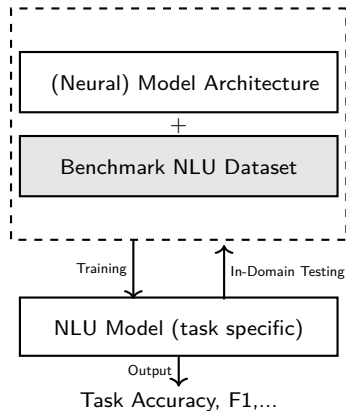 (Neural) Model Architecture
+
Benchmark NLU Dataset
Training
In-Domain Testing
NLU Model (task specific)
Output
Task Accuracy, F1,...